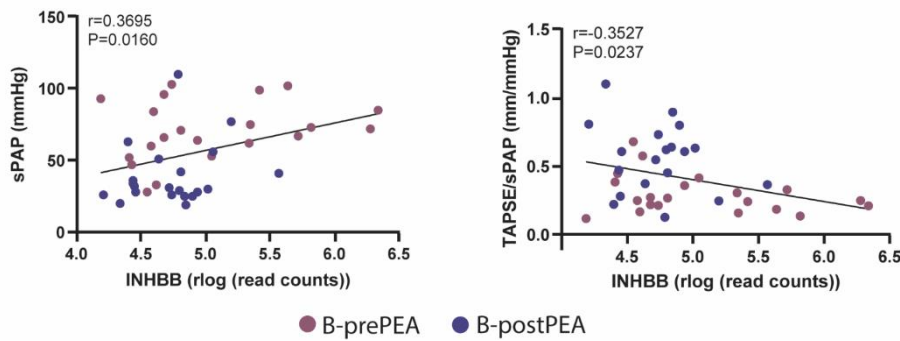 r=0.3695
P=0.0160
sPAP (mmHg)
150
100
50
0
4.0 4.5 5.0 5.5 6.0 6.5
INHBB (rlog (read counts))
r=-0.3527
P=0.0237
TAPSE/sPAP (mm/mmHg)
1.5
1.0
0.5
0.0
4.5 5.0 5.5 6.0 6.5
INHBB (rlog (read counts))
B-prePEA B-postPEA